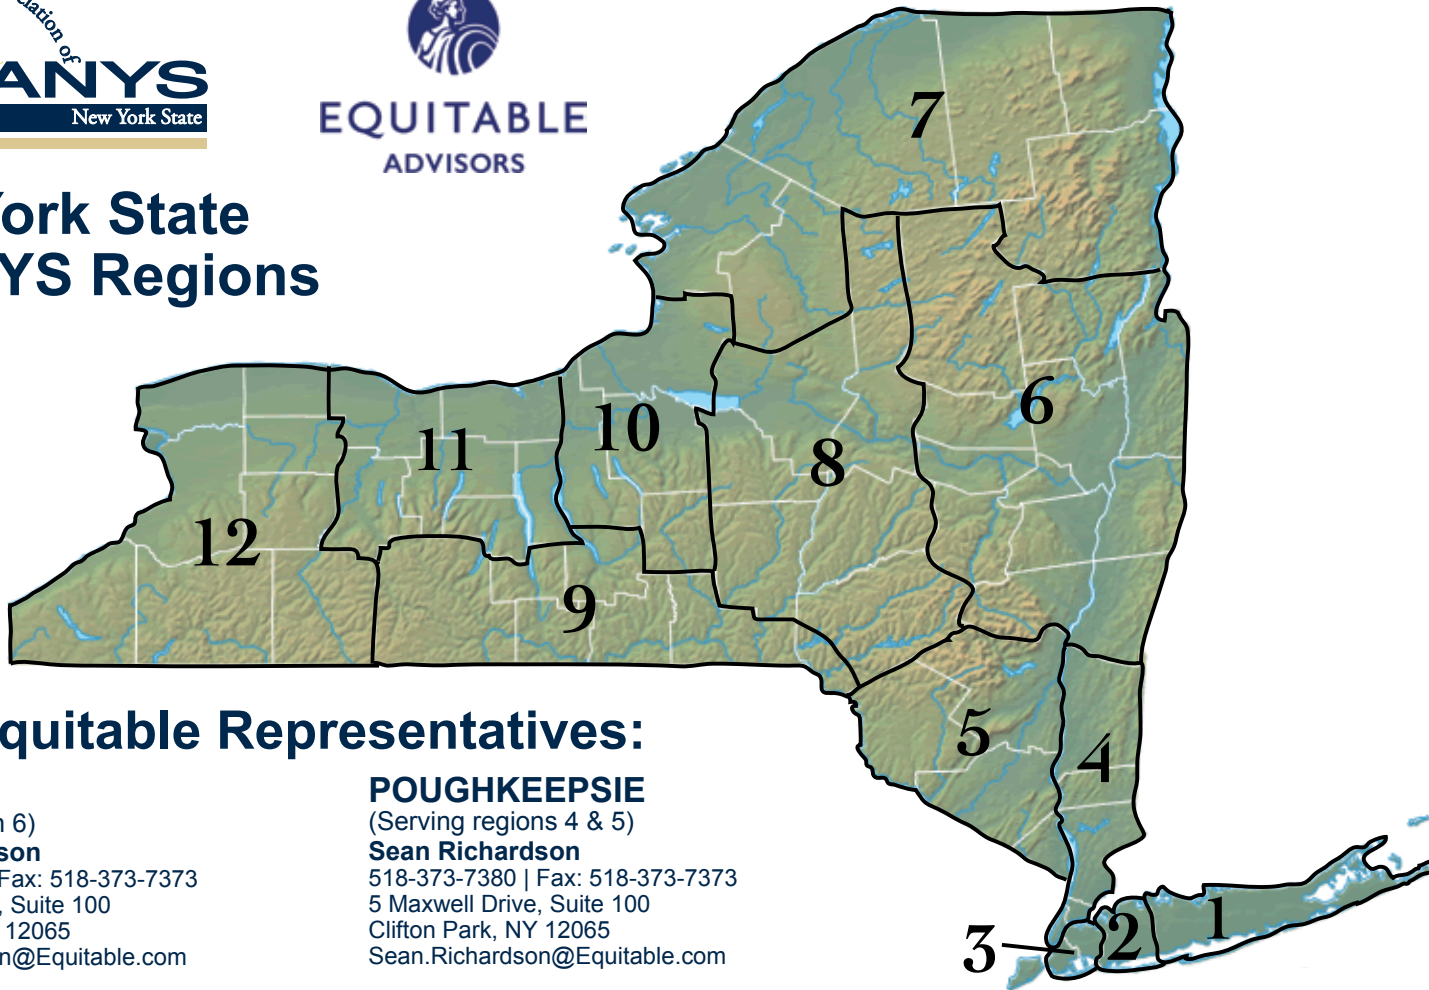 of
ANYS
New York State
EQUITABLE
ADVISORS
York State
YS Regions
7
6
10
11
8
12
9
5
4
3
2
1
quitable Representatives:
6)
son
Fax: 518-373-7373
, Suite 100
12065
n@Equitable.com
POUGHKEEPSIE
(Serving regions 4 & 5)
Sean Richardson
518-373-7380 | Fax: 518-373-7373
5 Maxwell Drive, Suite 100
Clifton Park, NY 12065
Sean.Richardson@Equitable.com